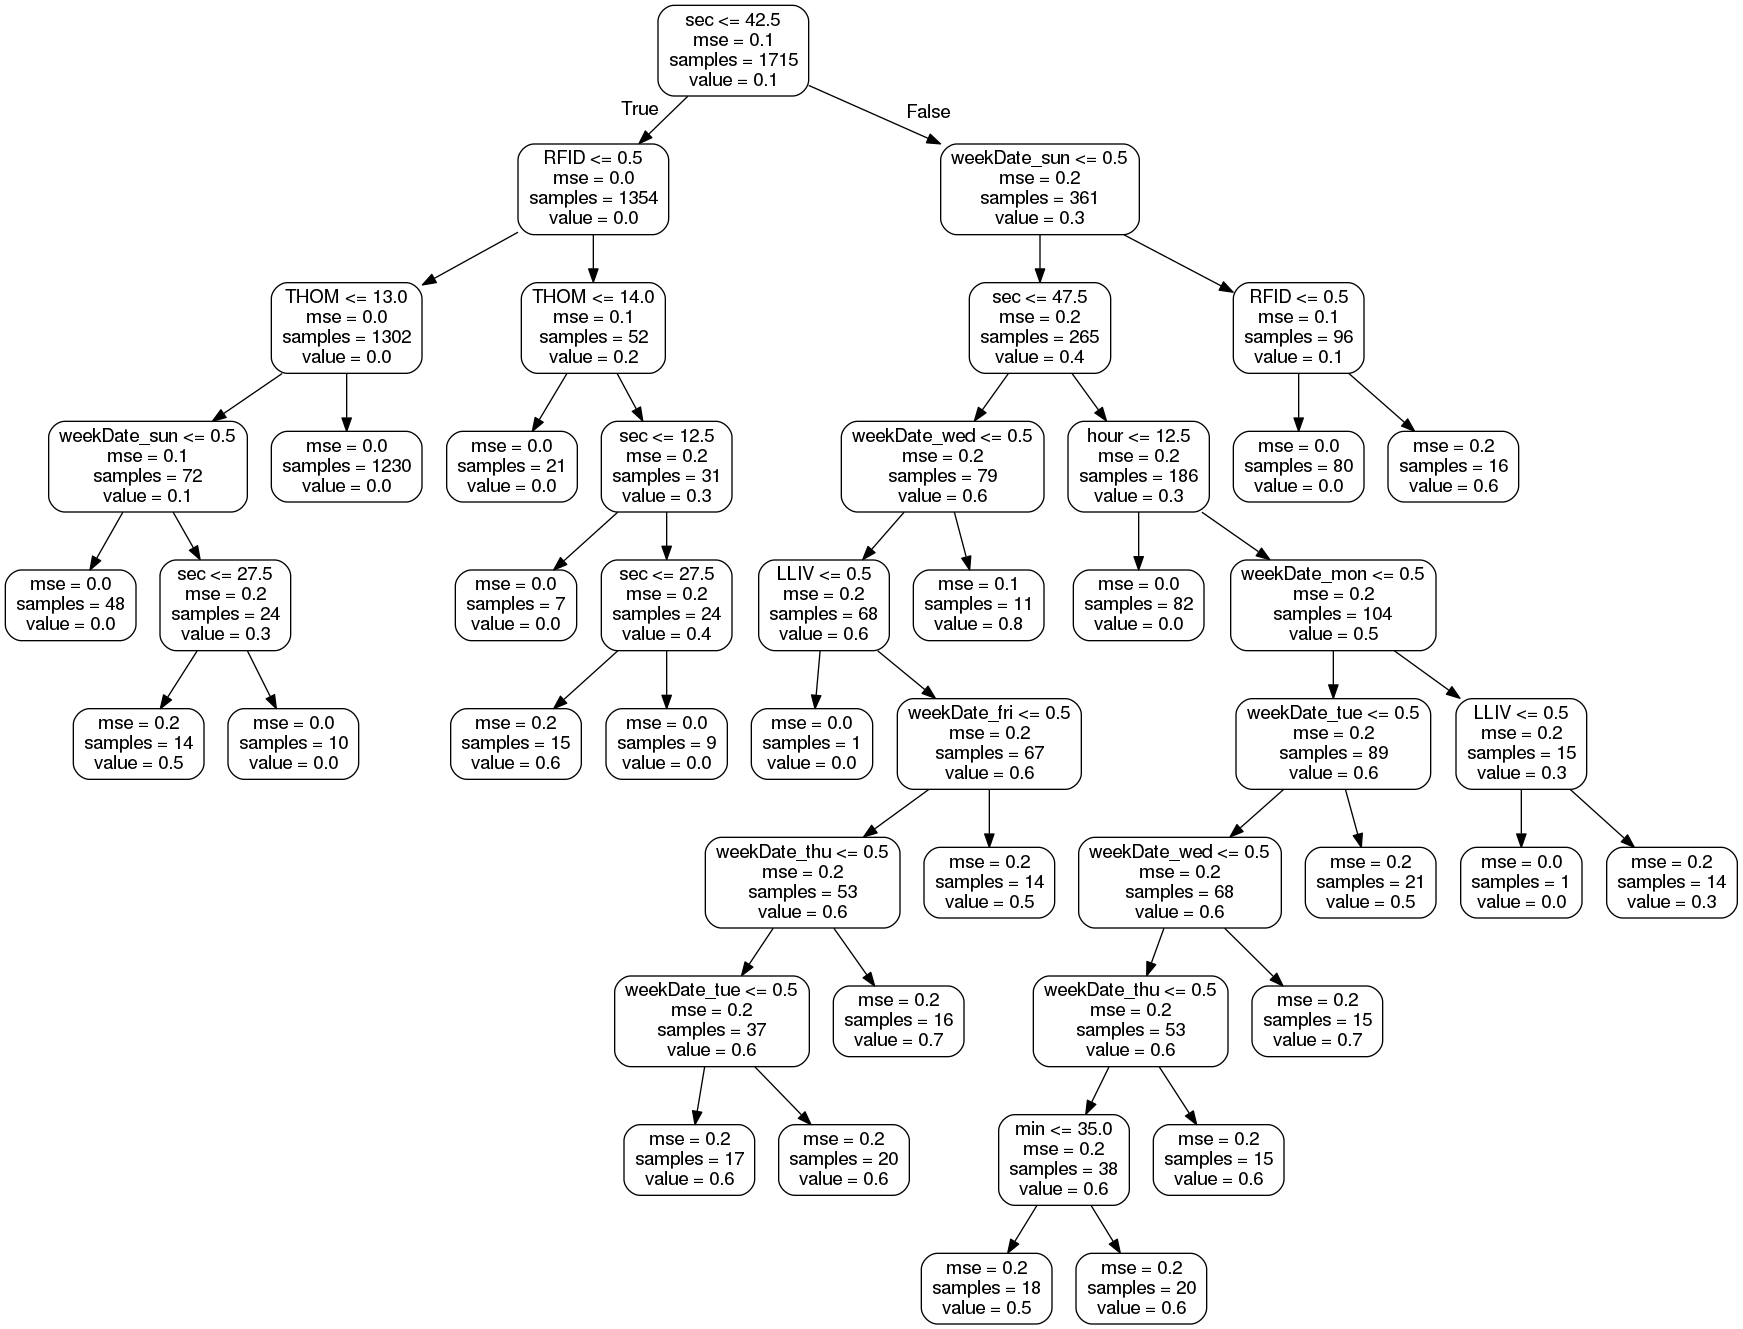 sec <= 42.5
mse = 0.1
samples = 1715
value = 0.1
True
False
RFID <= 0.5
mse = 0.0
samples = 1354
value = 0.0
weekDate_sun <= 0.5
mse = 0.2
samples = 361
value = 0.3
THOM <= 13.0
mse = 0.0
samples = 1302
value = 0.0
THOM <= 14.0
mse = 0.1
samples = 52
value = 0.2
sec <= 47.5
mse = 0.2
samples = 265
value = 0.4
RFID <= 0.5
mse = 0.1
samples = 96
value = 0.1
weekDate_sun <= 0.5
mse = 0.1
samples = 72
value = 0.1
mse = 0.0
samples = 1230
value = 0.0
mse = 0.0
samples = 21
value = 0.0
sec <= 12.5
mse = 0.2
samples = 31
value = 0.3
weekDate_wed <= 0.5
mse = 0.2
samples = 79
value = 0.6
hour <= 12.5
mse = 0.2
samples = 186
value = 0.3
mse = 0.0
samples = 80
value = 0.0
mse = 0.2
samples = 16
value = 0.6
mse = 0.0
samples = 48
value = 0.0
sec <= 27.5
mse = 0.2
samples = 24
value = 0.3
mse = 0.0
samples = 7
value = 0.0
sec <= 27.5
mse = 0.2
samples = 24
value = 0.4
LLIV <= 0.5
mse = 0.2
samples = 68
value = 0.6
mse = 0.1
samples = 11
value = 0.8
mse = 0.0
samples = 82
value = 0.0
weekDate_mon <= 0.5
mse = 0.2
samples = 104
value = 0.5
mse = 0.2
samples = 14
value = 0.5
mse = 0.0
samples = 10
value = 0.0
mse = 0.2
samples = 15
value = 0.6
mse = 0.0
samples = 9
value = 0.0
mse = 0.0
samples = 1
value = 0.0
weekDate_fri <= 0.5
mse = 0.2
samples = 67
value = 0.6
weekDate_tue <= 0.5
mse = 0.2
samples = 89
value = 0.6
LLIV <= 0.5
mse = 0.2
samples = 15
value = 0.3
weekDate_thu <= 0.5
mse = 0.2
samples = 53
value = 0.6
mse = 0.2
samples = 14
value = 0.5
weekDate_wed <= 0.5
mse = 0.2
samples = 68
value = 0.6
mse = 0.2
samples = 21
value = 0.5
mse = 0.0
samples = 1
value = 0.0
mse = 0.2
samples = 14
value = 0.3
weekDate_tue <= 0.5
mse = 0.2
samples = 37
value = 0.6
mse = 0.2
samples = 16
value = 0.7
weekDate_thu <= 0.5
mse = 0.2
samples = 53
value = 0.6
mse = 0.2
samples = 15
value = 0.7
mse = 0.2
samples = 17
value = 0.6
mse = 0.2
samples = 20
value = 0.6
min <= 35.0
mse = 0.2
samples = 38
value = 0.6
mse = 0.2
samples = 15
value = 0.6
mse = 0.2
samples = 18
value = 0.5
mse = 0.2
samples = 20
value = 0.6